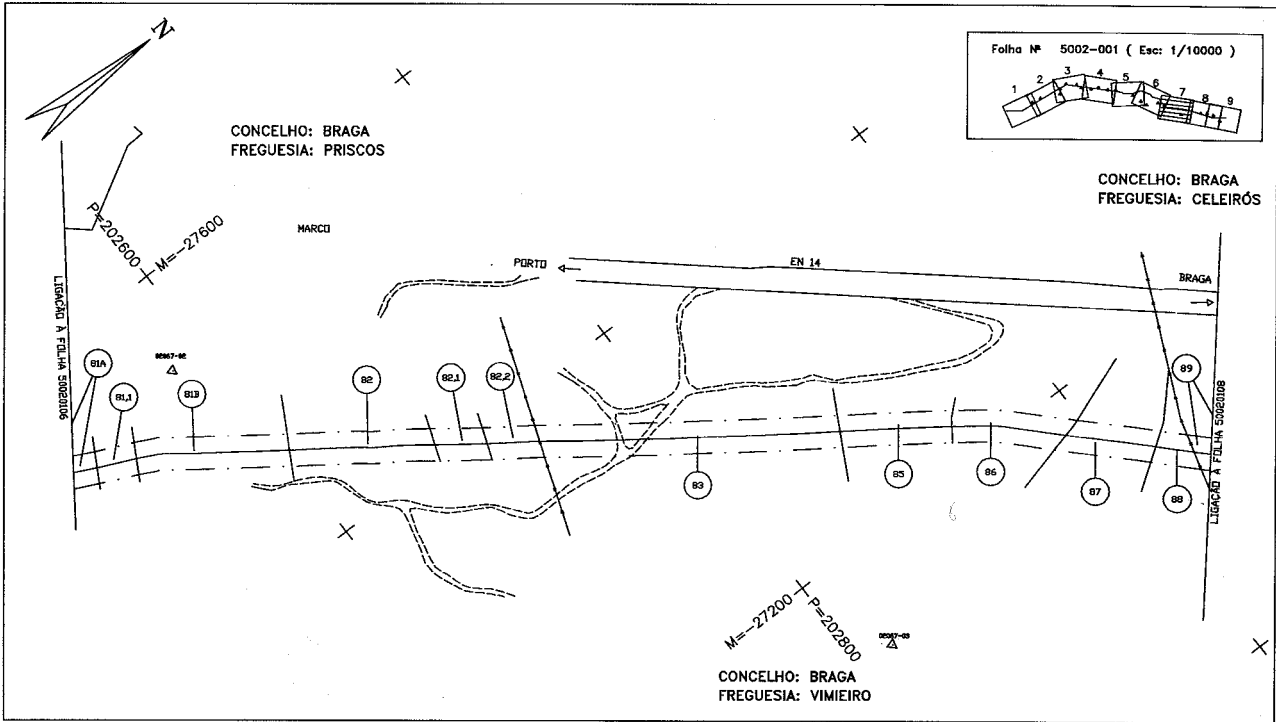 N
Folha Nº 5002-001 ( Esc: 1/10000 )
1 2 3 4 5 6 7 8 9
CONCELHO: BRAGA
FREGUESIA: PRISCOS
CONCELHO: BRAGA
FREGUESIA: CELEIRÓS
P=202600
M=-27600
MARCO
PORTO
EN 14
BRAGA
LIGAÇÃO À FOLHA 50020106
81A
81,1
81B
82
82,1
82,2
83
85
86
87
88
89
LIGAÇÃO À FOLHA 50020108
M=-27200
P=202800
CONCELHO: BRAGA
FREGUESIA: VIMIEIRO